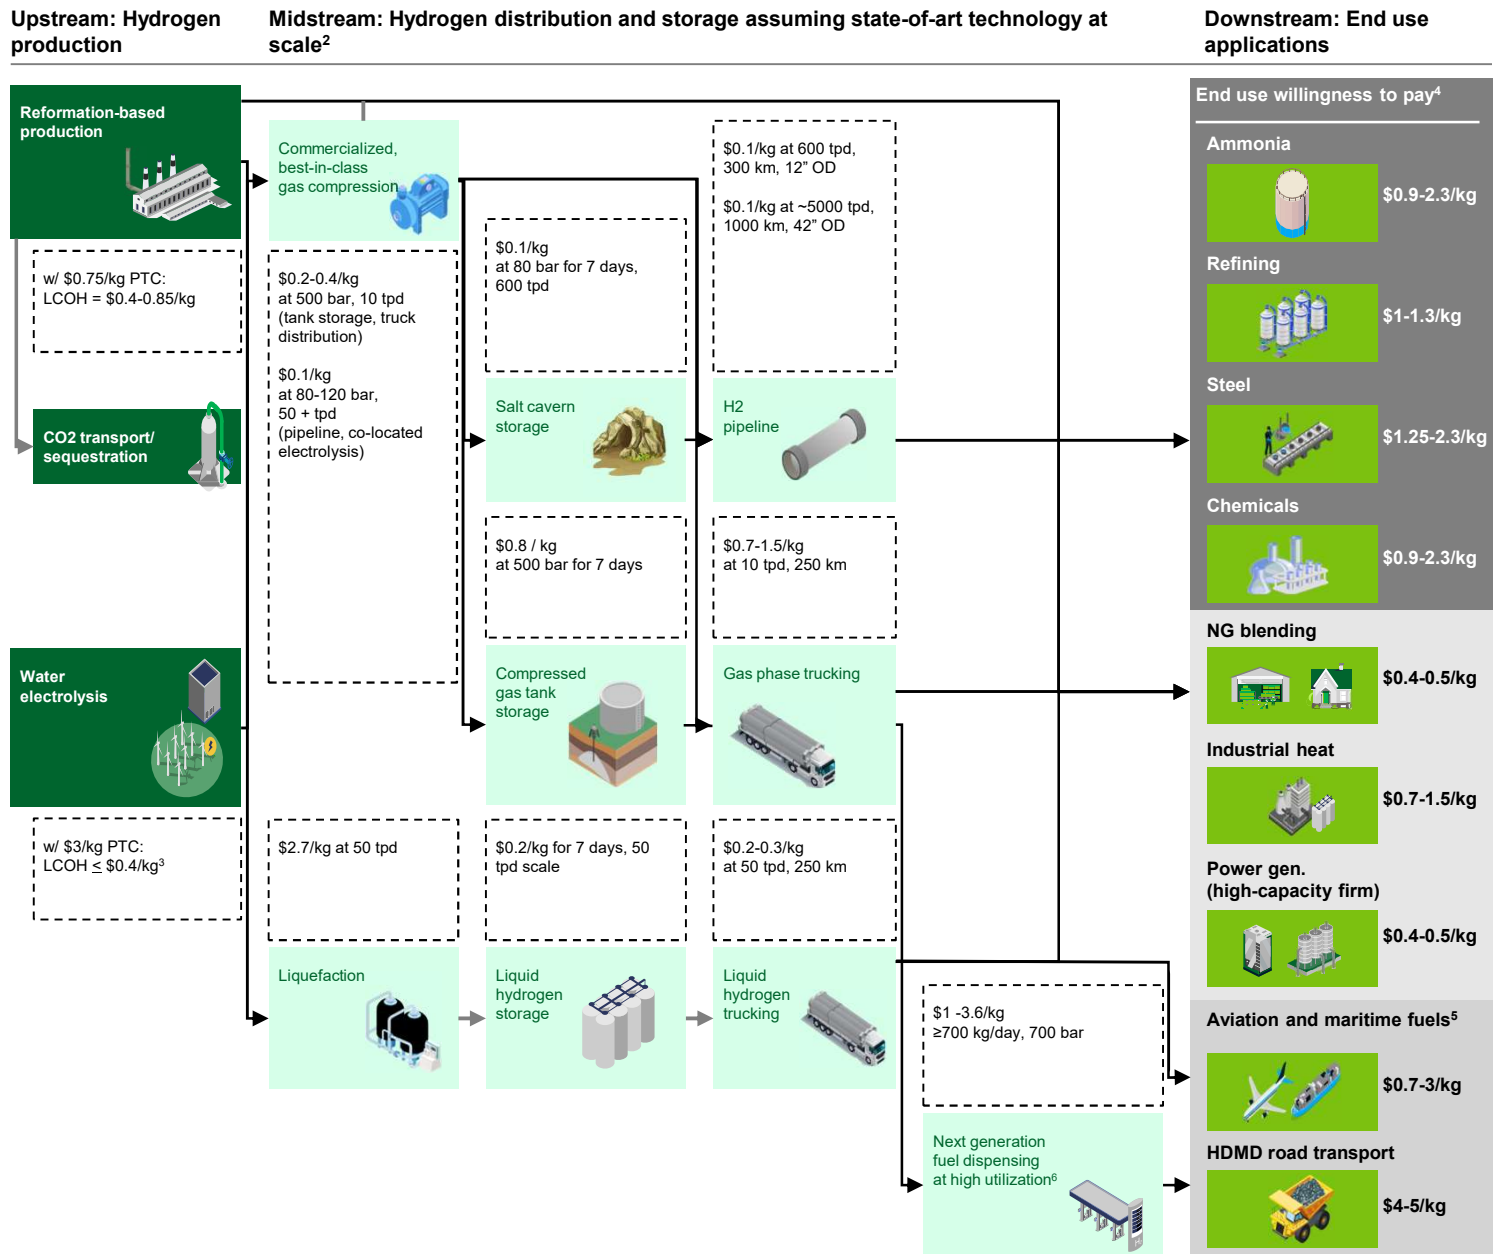 Upstream: Hydrogen
production
Midstream: Hydrogen distribution and storage assuming state-of-art technology at
scale²
Downstream: End use
applications
Reformation-based
production
w/ $0.75/kg PTC:
LCOH = $0.4-0.85/kg
CO2 transport/
sequestration
Water
electrolysis
w/ $3/kg PTC:
LCOH ≤ $0.4/kg³
Commercialized,
best-in-class
gas compression
$0.2-0.4/kg
at 500 bar, 10 tpd
(tank storage, truck
distribution)
$0.1/kg
at 80-120 bar,
50 + tpd
(pipeline, co-located
electrolysis)
$2.7/kg at 50 tpd
Liquefaction
$0.1/kg
at 80 bar for 7 days,
600 tpd
Salt cavern
storage
$0.8 / kg
at 500 bar for 7 days
Compressed
gas tank
storage
$0.2/kg for 7 days, 50
tpd scale
Liquid
hydrogen
storage
$0.1/kg at 600 tpd,
300 km, 12” OD
$0.1/kg at ~5000 tpd,
1000 km, 42” OD
H2
pipeline
$0.7-1.5/kg
at 10 tpd, 250 km
Gas phase trucking
$0.2-0.3/kg
at 50 tpd, 250 km
Liquid
hydrogen
trucking
$1 -3.6/kg
≥700 kg/day, 700 bar
Next generation
fuel dispensing
at high utilization⁶
End use willingness to pay⁴
Ammonia
$0.9-2.3/kg
Refining
$1-1.3/kg
Steel
$1.25-2.3/kg
Chemicals
$0.9-2.3/kg
NG blending
$0.4-0.5/kg
Industrial heat
$0.7-1.5/kg
Power gen.
(high-capacity firm)
$0.4-0.5/kg
Aviation and maritime fuels⁵
$0.7-3/kg
HDMD road transport
$4-5/kg